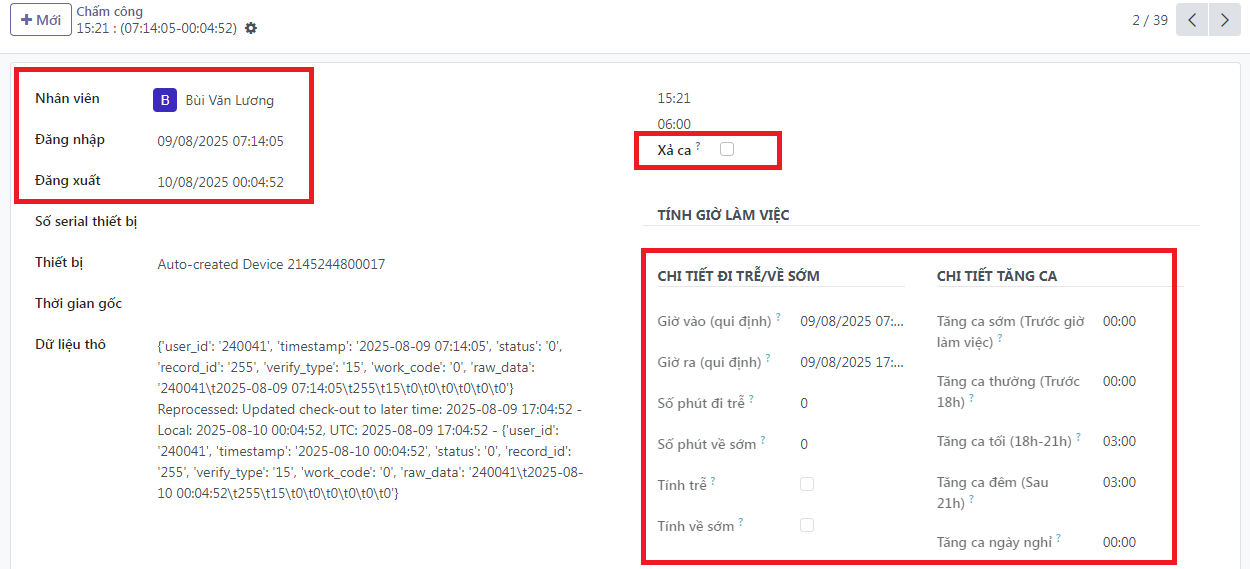 Mới
Chấm công
15:21 : (07:14:05-00:04:52)
2 / 39
Nhân viên
B Bùi Văn Lương
Đăng nhập
09/08/2025 07:14:05
Đăng xuất
10/08/2025 00:04:52
Số serial thiết bị
Thiết bị
Auto-created Device 2145244800017
Thời gian gốc
Dữ liệu thô
{'user_id': '240041', 'timestamp': '2025-08-09 07:14:05', 'status': '0',
'record_id': '255', 'verify_type': '15', 'work_code': '0', 'raw_data':
'240041\t2025-08-09 07:14:05\t255\t15\t0\t0\t0\t0\t0\t0'}
Reprocessed: Updated check-out to later time: 2025-08-09 17:04:52 -
Local: 2025-08-10 00:04:52, UTC: 2025-08-09 17:04:52 - {'user_id':
'240041', 'timestamp': '2025-08-10 00:04:52', 'status': '0', 'record_id':
'255', 'verify_type': '15', 'work_code': '0', 'raw_data': '240041\t2025-08-
10 00:04:52\t255\t15\t0\t0\t0\t0\t0\t0'}
15:21
06:00
Xả ca ?
TÍNH GIỜ LÀM VIỆC
CHI TIẾT ĐI TRỄ/VỀ SỚM
Giờ vào (qui định) ?
09/08/2025 07:...
Giờ ra (qui định) ?
09/08/2025 17:...
Số phút đi trễ ?
0
Số phút về sớm ?
0
Tính trễ ?
Tính về sớm ?
CHI TIẾT TĂNG CA
Tăng ca sớm (Trước giờ
làm việc) ?
00:00
Tăng ca thường (Trước
18h) ?
00:00
Tăng ca tối (18h-21h) ?
03:00
Tăng ca đêm (Sau
21h) ?
03:00
Tăng ca ngày nghỉ ?
00:00